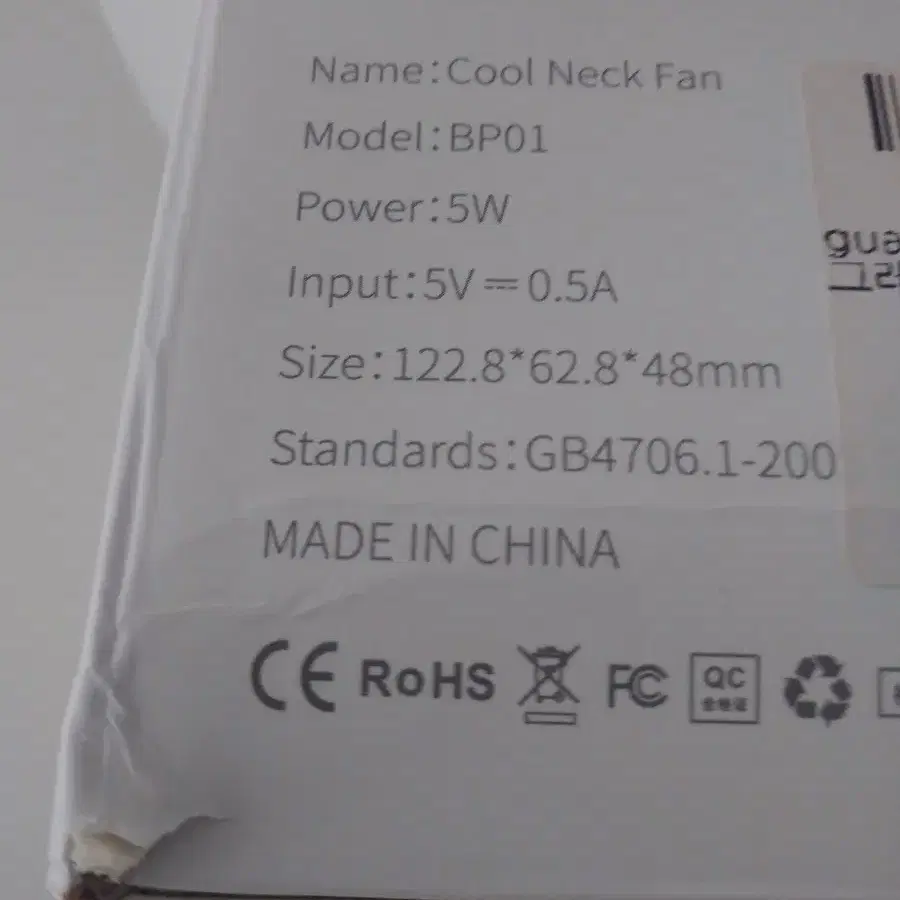 Name:Cool Neck Fan
Model:BP01
Power:5W
Input:5V⎓0.5A
Size:122.8*62.8*48mm
Standards:GB4706.1-200
MADE IN CHINA
CE RoHS FC QC
gua